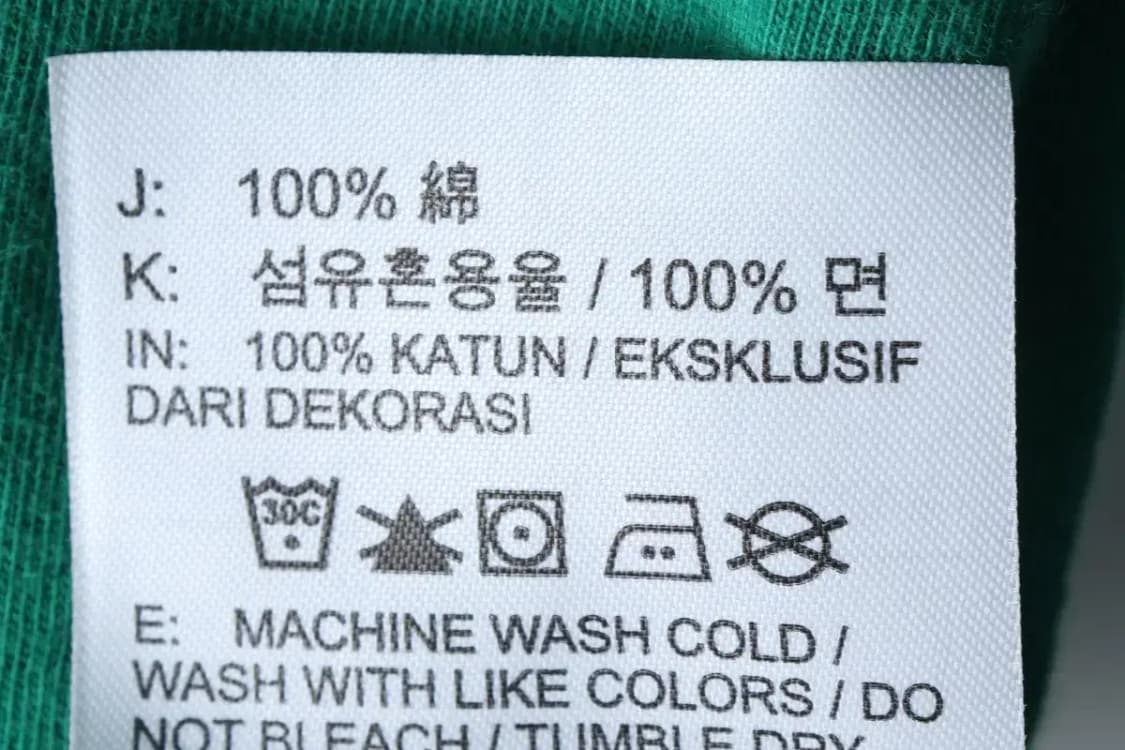 J: 100% 綿
K: 섬유혼용율 / 100% 면
IN: 100% KATUN / EKSKLUSIF
DARI DEKORASI
30C
E: MACHINE WASH COLD /
WASH WITH LIKE COLORS / DO
NOT BLEACH / TUMBLE DRY